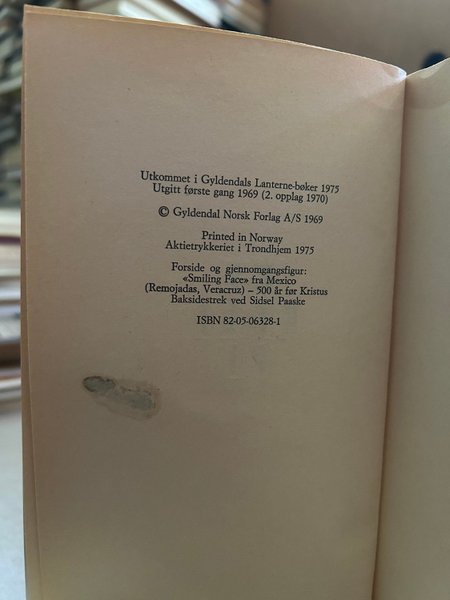 Utkommet i Gyldendals Lanterne-bøker 1975
Utgitt første gang 1969 (2. opplag 1970)
© Gyldendal Norsk Forlag A/S 1969
Printed in Norway
Aktietrykkeriet i Trondhjem 1975
Forside og gjennomgangsfigur:
«Smiling Face» fra Mexico
(Remojadas, Veracruz) – 500 år før Kristus
Baksidestrek ved Sidsel Paaske
ISBN 82-05-06328-1